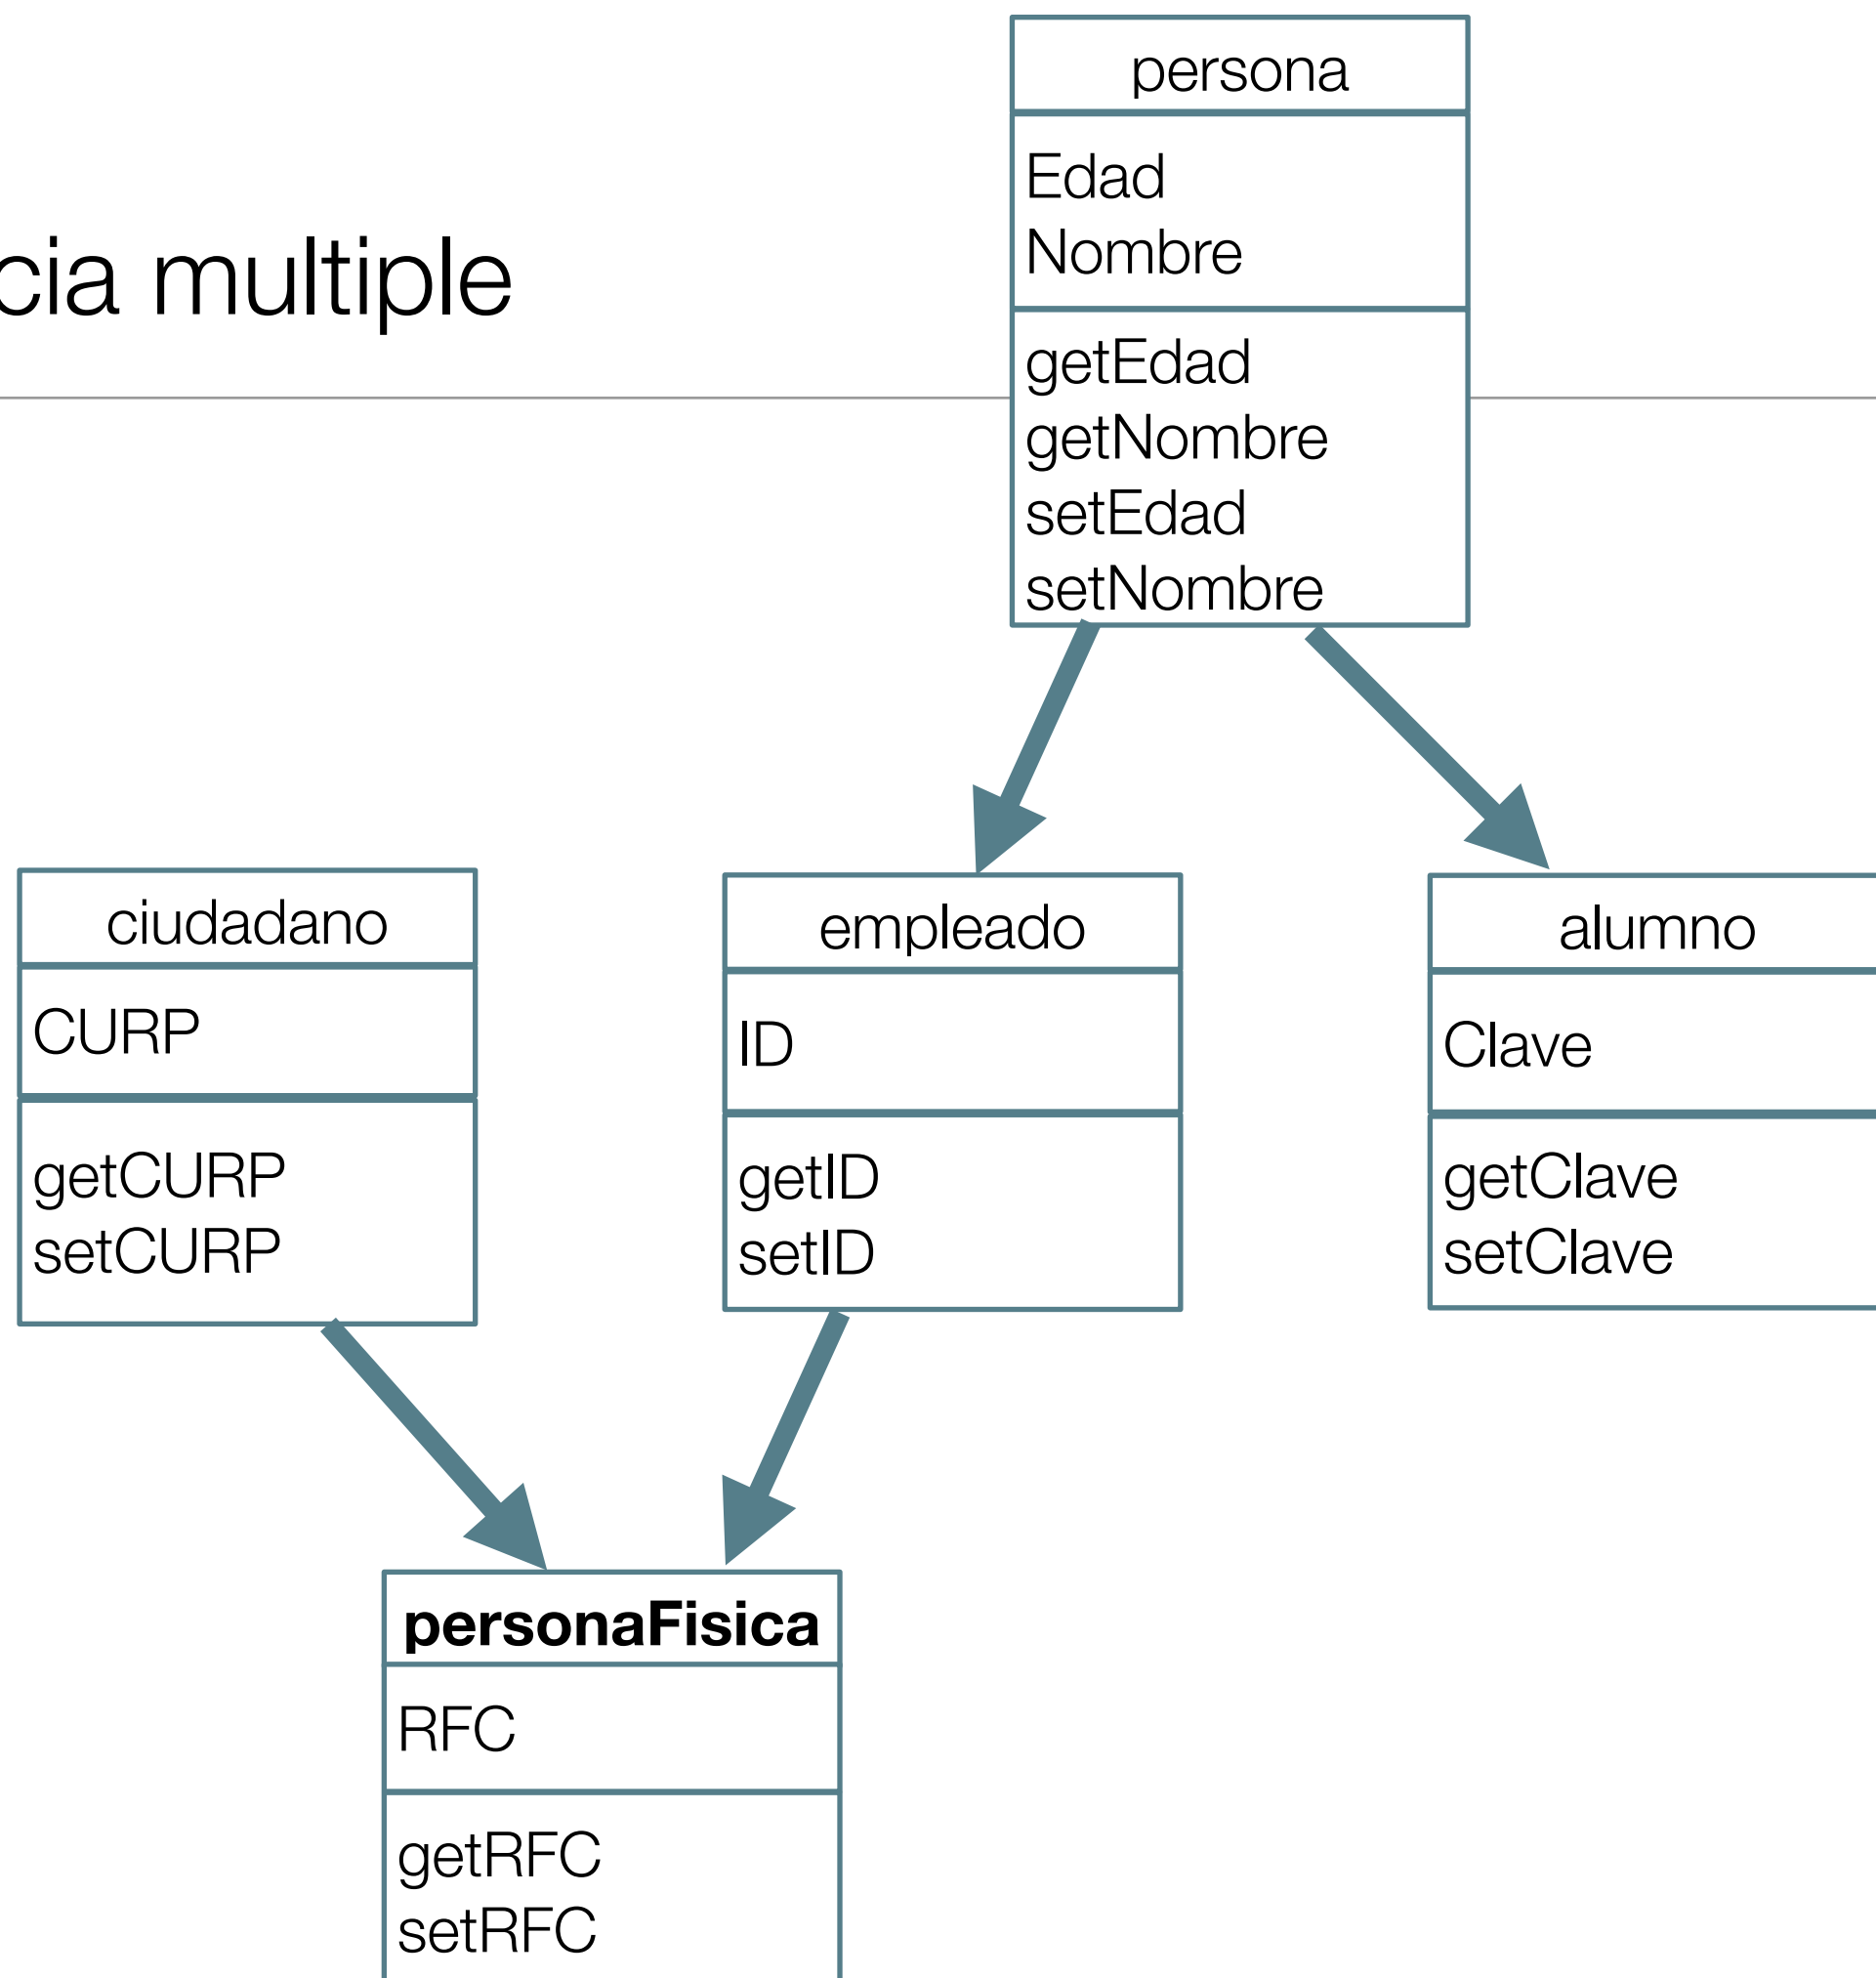 cia multiple
persona
Edad
Nombre
getEdad
getNombre
setEdad
setNombre
ciudadano
CURP
getCURP
setCURP
empleado
ID
getID
setID
alumno
Clave
getClave
setClave
personaFisica
RFC
getRFC
setRFC